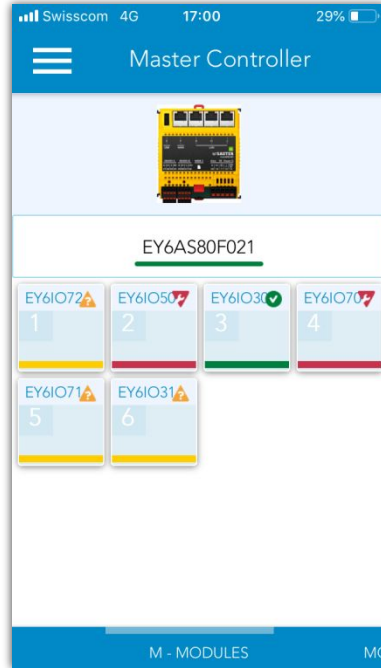 Swisscom 4G 17:00 29%
Master Controller
EY6AS80F021
EY6IO72 EY6IO50 EY6IO30 EY6IO70
1 2 3 4
EY6IO71 EY6IO31
5 6
M - MODULES